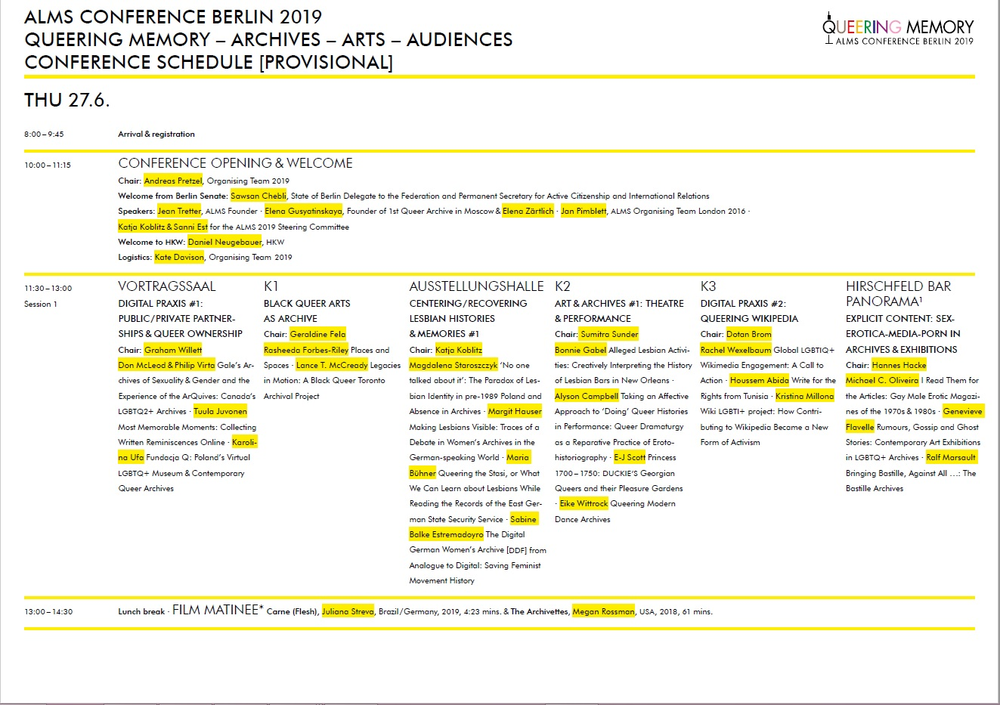 ALMS CONFERENCE BERLIN 2019
QUEERING MEMORY – ARCHIVES – ARTS – AUDIENCES
CONFERENCE SCHEDULE [PROVISIONAL]
QUEERING MEMORY
ALMS CONFERENCE BERLIN 2019
THU 27.6.
8:00–9:45
Arrival & registration
10:00–11:15
CONFERENCE OPENING & WELCOME
Chair: Andreas Pretzel, Organising Team 2019
Welcome from Berlin Senate: Sawsan Chebli, State of Berlin Delegate to the Federation and Permanent Secretary for Active Citizenship and International Relations
Speakers: Jean Tretter, ALMS Founder · Elena Gusyatinskaya, Founder of 1st Queer Archive in Moscow & Elena Zärtlich · Jan Pimblett, ALMS Organising Team London 2016 ·
Katja Koblitz & Sanni Est for the ALMS 2019 Steering Committee
Welcome to HKW: Daniel Neugebauer, HKW
Logistics: Kate Davison, Organising Team 2019
11:30–13:00
Session 1
VORTRAGSSAAL
DIGITAL PRAXIS #1:
PUBLIC/PRIVATE PARTNER-
SHIPS & QUEER OWNERSHIP
Chair: Graham Willett
Don McLeod & Philip Virta Gale's Ar-
chives of Sexuality & Gender and the
Experience of the ArQuives: Canada's
LGBTQ2+ Archives · Tuula Juvonen
Most Memorable Moments: Collecting
Written Reminiscences Online · Karoli-
na Ufa Fundacja Q: Poland's Virtual
LGBTQ+ Museum & Contemporary
Queer Archives
K1
BLACK QUEER ARTS
AS ARCHIVE
Chair: Geraldine Fela
Rasheeda Forbes-Riley Places and
Spaces · Lance T. McCready Legacies
in Motion: A Black Queer Toronto
Archival Project
AUSSTELLUNGSHALLE
CENTERING/RECOVERING
LESBIAN HISTORIES
& MEMORIES #1
Chair: Katja Koblitz
Magdalena Staroszczyk 'No one
talked about it': The Paradox of Les-
bian Identity in pre-1989 Poland and
Absence in Archives · Margit Hauser
Making Lesbians Visible: Traces of a
Debate in Women's Archives in the
German-speaking World · Maria
Bühner Queering the Stasi, or What
We Can Learn about Lesbians While
Reading the Records of the East Ger-
man State Security Service · Sabine
Balke Estremadoyro The Digital
German Women's Archive [DDF] from
Analogue to Digital: Saving Feminist
Movement History
K2
ART & ARCHIVES #1: THEATRE
& PERFORMANCE
Chair: Sumitra Sunder
Bonnie Gabel Alleged Lesbian Activi-
ties: Creatively Interpreting the History
of Lesbian Bars in New Orleans ·
Alyson Campbell Taking an Affective
Approach to 'Doing' Queer Histories
in Performance: Queer Dramaturgy
as a Reparative Practice of Eroto-
historiography · E-J Scott Princess
1700–1750: DUCKIE'S Georgian
Queers and their Pleasure Gardens
· Eike Wittrock Queering Modern
Dance Archives
K3
DIGITAL PRAXIS #2:
QUEERING WIKIPEDIA
Chair: Dotan Brom
Rachel Wexelbaum Global LGBTIQ+
Wikimedia Engagement: A Call to
Action · Houssem Abida Write for the
Rights from Tunisia · Kristina Millona
Wiki LGBTI+ project: How Contri-
buting to Wikipedia Became a New
Form of Activism
HIRSCHFELD BAR
PANORAMA¹
EXPLICIT CONTENT: SEX-
EROTICA-MEDIA-PORN IN
ARCHIVES & EXHIBITIONS
Chair: Hannes Hacke
Michael C. Oliveira I Read Them for
the Articles: Gay Male Erotic Magazi-
nes of the 1970s & 1980s · Genevieve
Flavelle Rumours, Gossip and Ghost
Stories: Contemporary Art Exhibitions
in LGBTQ+ Archives · Ralf Marsault
Bringing Bastille, Against All ...: The
Bastille Archives
13:00–14:30
Lunch break · FILM MATINEE* Carne (Flesh), Juliana Streva, Brazil/Germany, 2019, 4:23 mins. & The Archivettes, Megan Rossman, USA, 2018, 61 mins.